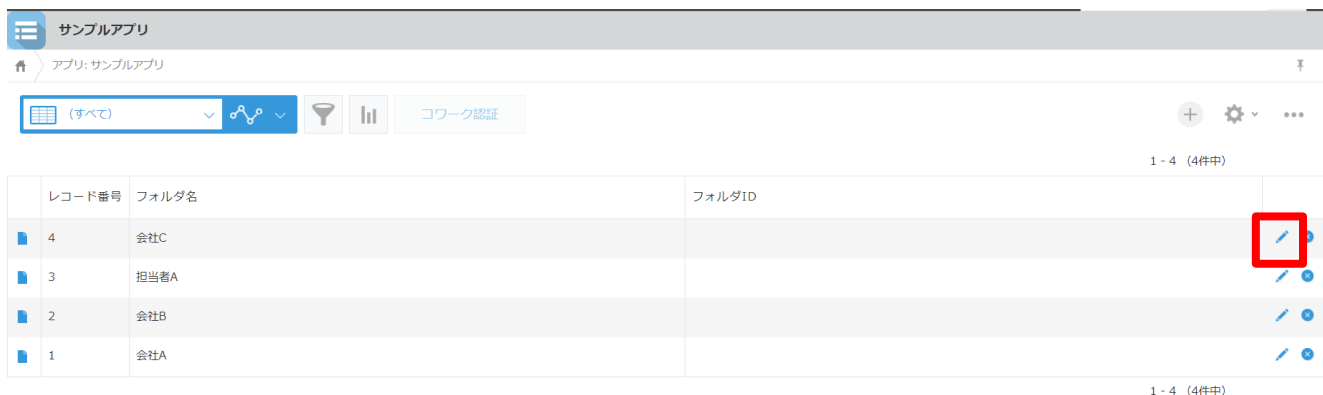 サンプルアプリ
アプリ: サンプルアプリ
(すべて) コワーク認証
1 - 4 (4件中)
レコード番号 フォルダ名 フォルダID
4 会社C
3 担当者A
2 会社B
1 会社A
1 - 4 (4件中)